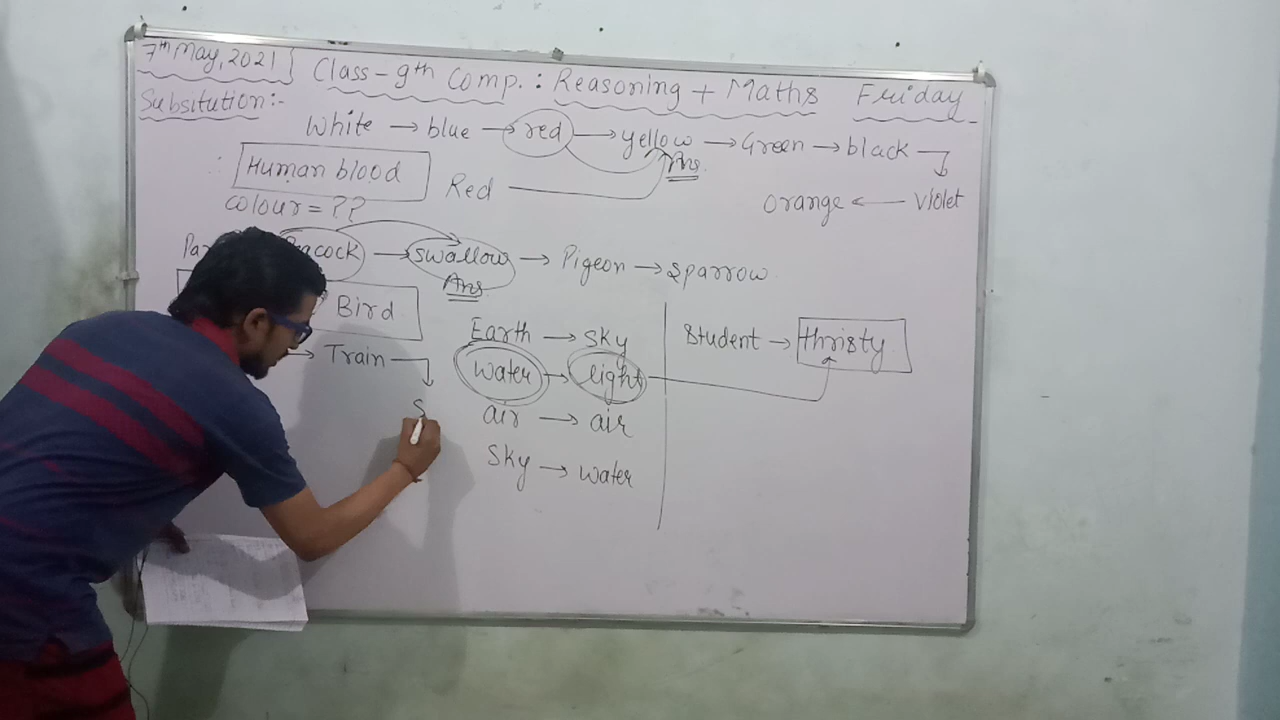 7th May, 2021 Class - 9th Comp. : Reasoning + Maths Friday
Subsitution :-
White → blue → red → yellow → Green → black →
Ans.
violet → orange
Human blood
colour = ??
Red
Peacock → swallow → Pigeon → sparrow
Ans
Bird
→ Train →
S
Earth → sky
water → light
air → air
sky → water
Student → thristy